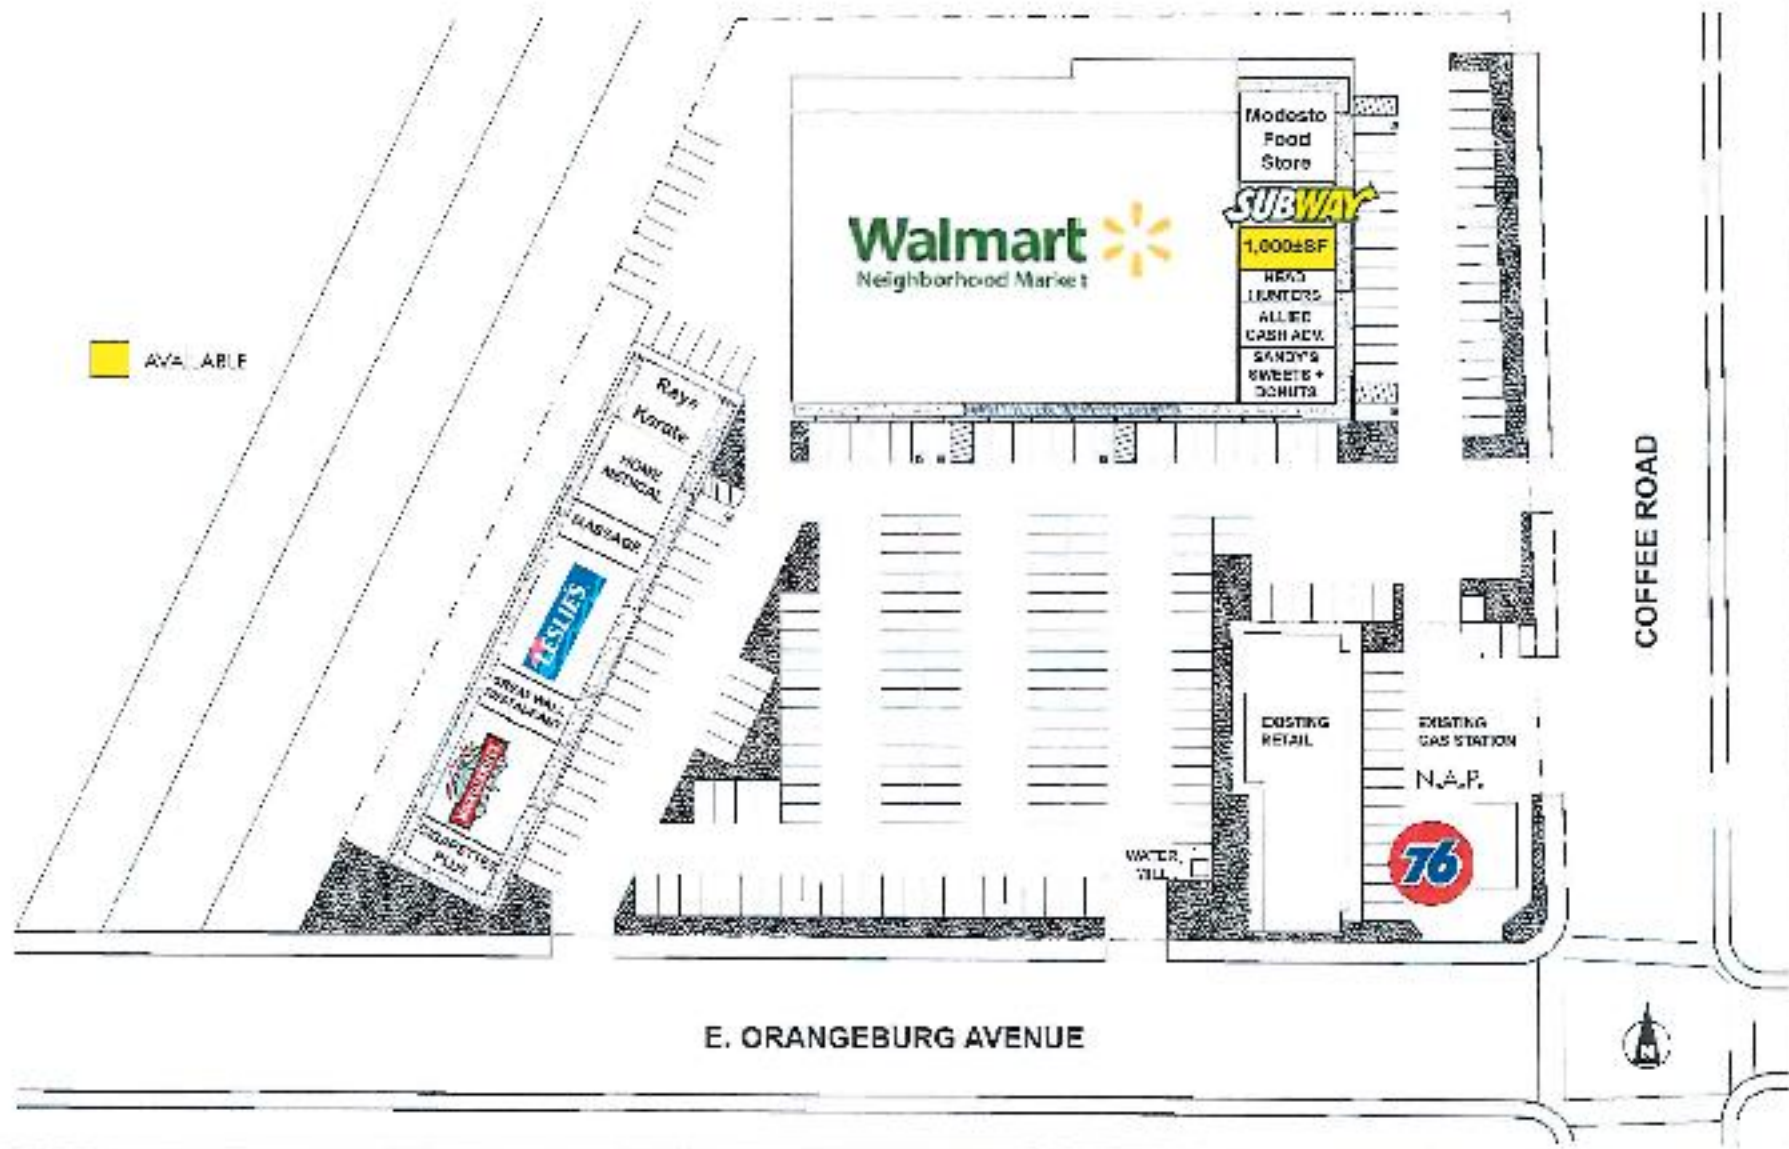 Modesto
Food
Store
SUBWAY
1,000±SF
HEAD
HUNTERS
ALLIED
CASH ADV.
SANDY'S
SWEETS +
DONUTS
Walmart
Neighborhood Market
AVAILABLE
Rays
Karate
HOME
MEDICAL
MASSAGE
LESLIE'S
GREAT WALL
RESTAURANT
CIGARETTES
PLUS
EXISTING
RETAIL
EXISTING
GAS STATION
N.A.P.
76
WATER
MILL
COFFEE ROAD
E. ORANGEBURG AVENUE
N